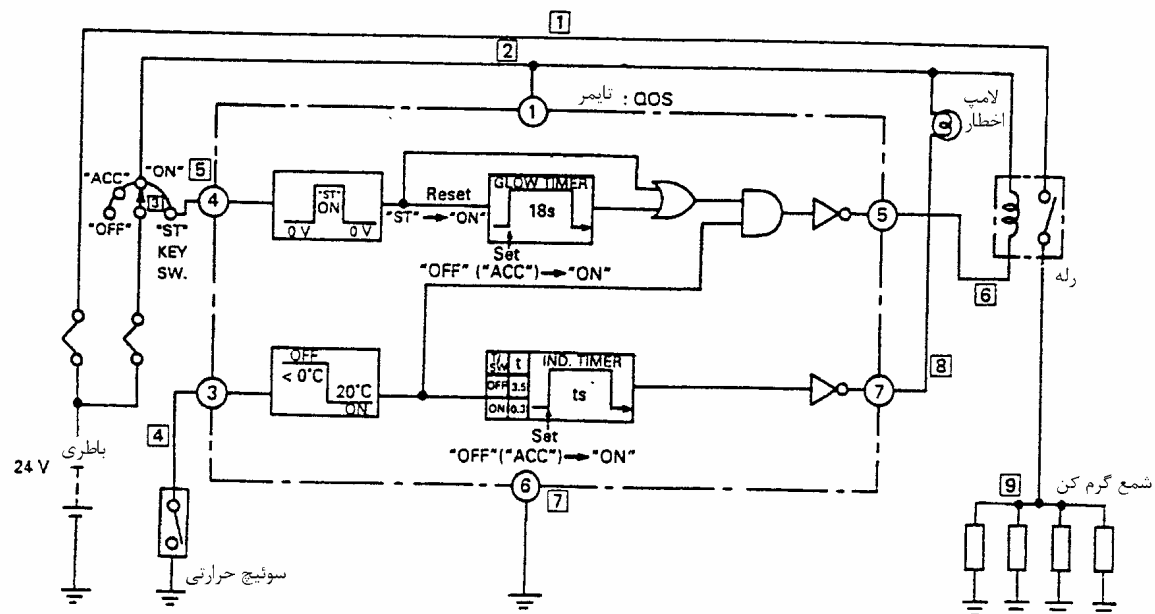 1
2
تایمر : QOS
1
لامپ
اخطار
"ACC"
"ON"
5
4
3
"OFF"
"ST"
KEY
SW.
"ST"
ON
0 V
0 V
Reset
"ST" → "ON"
GLOW TIMER
18s
Set
"OFF" ("ACC") → "ON"
5
6
رله
OFF
< 0°C
20°C
ON
3
T/SW
t
OFF
3.5
ON
0.3
IND. TIMER
ts
Set
"OFF" ("ACC") → "ON"
7
8
4
باطری
24 V
6
7
9
شمع گرم کن
سوئیچ حرارتی